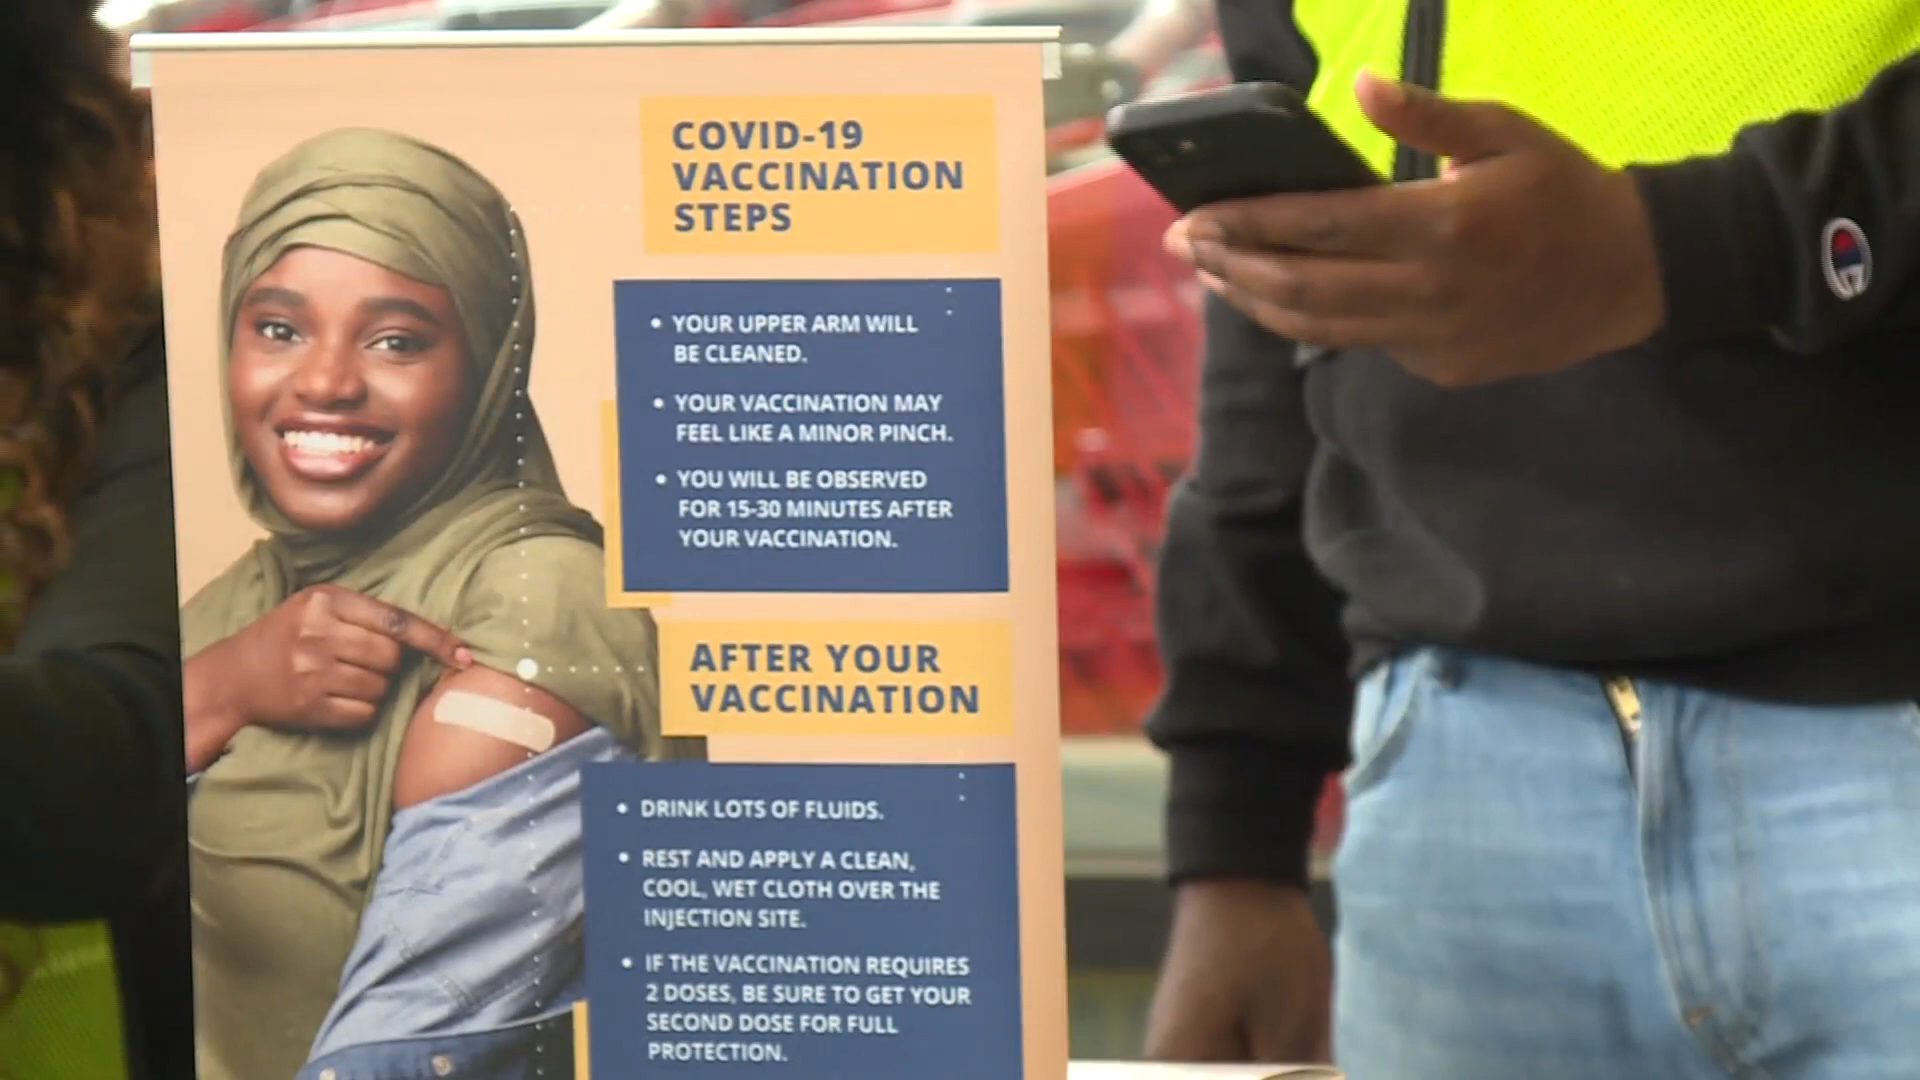 COVID-19
VACCINATION
STEPS
• YOUR UPPER ARM WILL
BE CLEANED.
• YOUR VACCINATION MAY
FEEL LIKE A MINOR PINCH.
• YOU WILL BE OBSERVED
FOR 15-30 MINUTES AFTER
YOUR VACCINATION.
AFTER YOUR
VACCINATION
• DRINK LOTS OF FLUIDS.
• REST AND APPLY A CLEAN,
COOL, WET CLOTH OVER THE
INJECTION SITE.
• IF THE VACCINATION REQUIRES
2 DOSES, BE SURE TO GET YOUR
SECOND DOSE FOR FULL
PROTECTION.